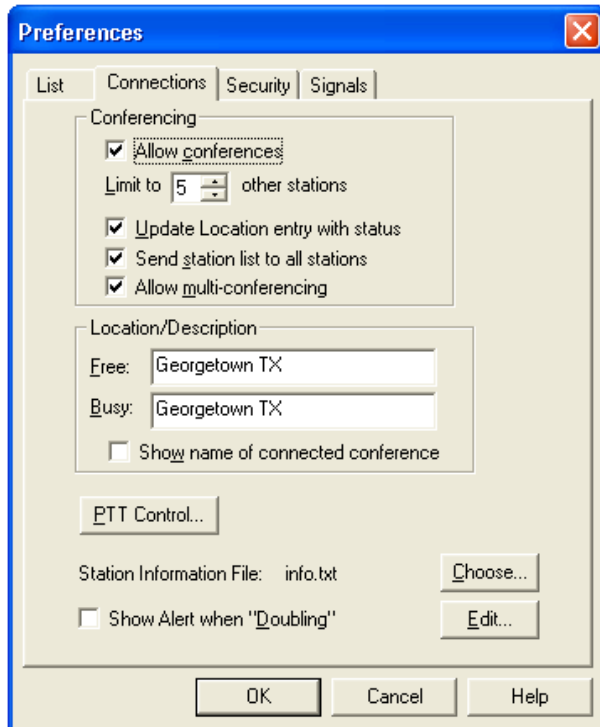 Preferences
List Connections Security Signals
Conferencing
Allow conferences
Limit to 5 other stations
Update Location entry with status
Send station list to all stations
Allow multi-conferencing
Location/Description
Free: Georgetown TX
Busy: Georgetown TX
Show name of connected conference
PTT Control...
Station Information File: info.txt Choose...
Show Alert when "Doubling" Edit...
OK Cancel Help